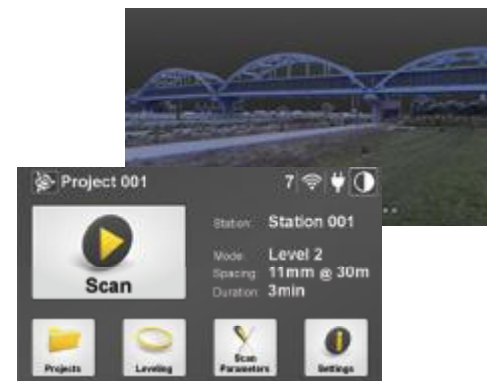 Project 001 7
Station: Station 001
Mode: Level 2
Spacing: 11mm @ 30m
Duration: 3min
Scan
Projects Leveling Scan Parameters Settings